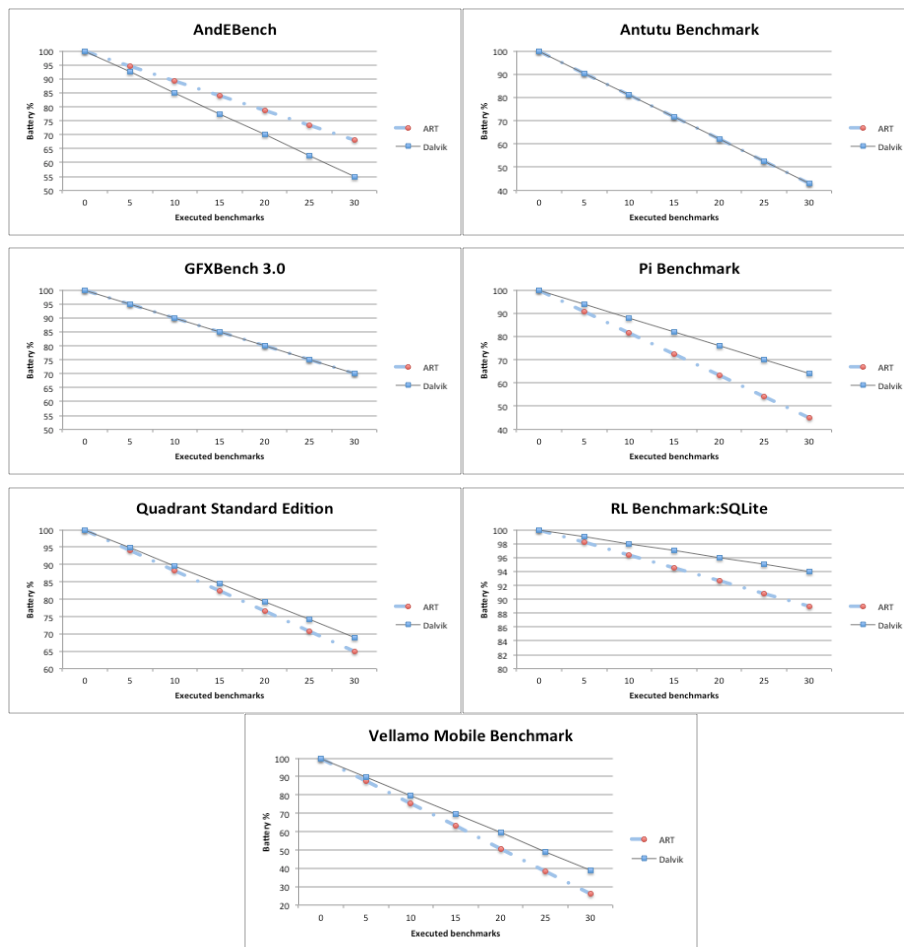 AndEBench
100
95
90
85
80
75
70
65
60
55
50
Battery %
0 5 10 15 20 25 30
Executed benchmarks
ART
Dalvik
Antutu Benchmark
100
90
80
70
60
50
40
Battery %
0 5 10 15 20 25 30
Executed benchmarks
ART
Dalvik
GFXBench 3.0
100
95
90
85
80
75
70
65
60
55
50
Battery %
0 5 10 15 20 25 30
Executed benchmarks
ART
Dalvik
Pi Benchmark
100
90
80
70
60
50
40
Battery %
0 5 10 15 20 25 30
Executed benchmarks
ART
Dalvik
Quadrant Standard Edition
100
95
90
85
80
75
70
65
60
Battery %
0 5 10 15 20 25 30
Executed benchmarks
ART
Dalvik
RL Benchmark:SQLite
100
98
96
94
92
90
88
86
84
82
80
Battery %
0 5 10 15 20 25 30
Executed benchmarks
ART
Dalvik
Vellamo Mobile Benchmark
100
90
80
70
60
50
40
30
20
Battery %
0 5 10 15 20 25 30
Executed benchmarks
ART
Dalvik